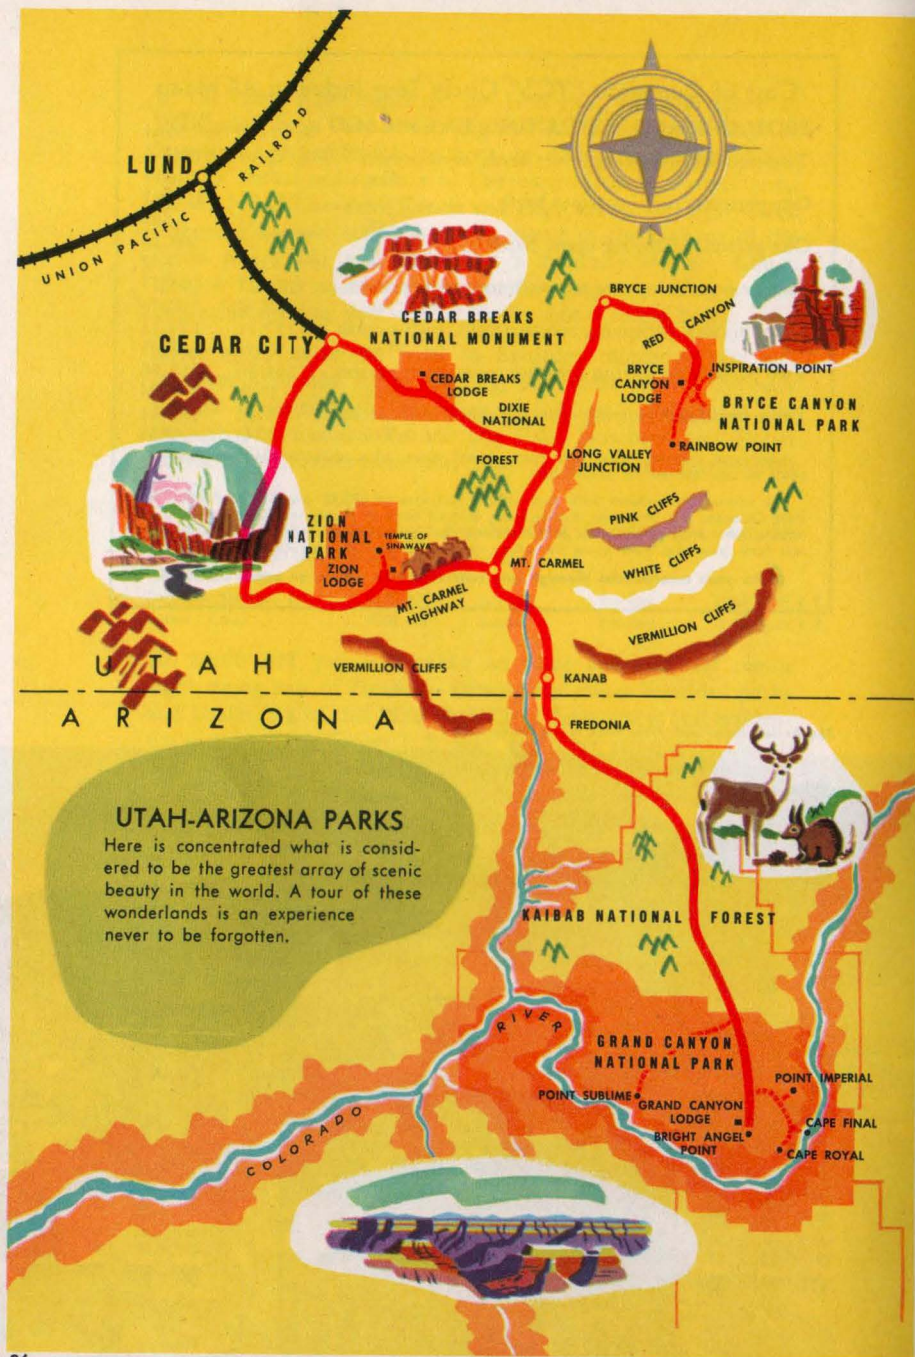 LUND
RAILROAD
UNION PACIFIC
CEDAR CITY
CEDAR BREAKS
NATIONAL MONUMENT
CEDAR BREAKS
LODGE
DIXIE
NATIONAL
FOREST
BRYCE JUNCTION
RED CANYON
BRYCE
CANYON
LODGE
INSPIRATION POINT
BRYCE CANYON
NATIONAL PARK
RAINBOW POINT
LONG VALLEY
JUNCTION
PINK CLIFFS
WHITE CLIFFS
VERMILLION CLIFFS
ZION
NATIONAL
PARK
TEMPLE OF
SINAWAVA
ZION
LODGE
MT. CARMEL
HIGHWAY
MT. CARMEL
VERMILLION CLIFFS
KANAB
UTAH
ARIZONA
FREDONIA
UTAH-ARIZONA PARKS
Here is concentrated what is consid-
ered to be the greatest array of scenic
beauty in the world. A tour of these
wonderlands is an experience
never to be forgotten.
KAIBAB NATIONAL FOREST
RIVER
COLORADO
GRAND CANYON
NATIONAL PARK
POINT SUBLIME
GRAND CANYON
LODGE
BRIGHT ANGEL
POINT
POINT IMPERIAL
CAPE FINAL
CAPE ROYAL